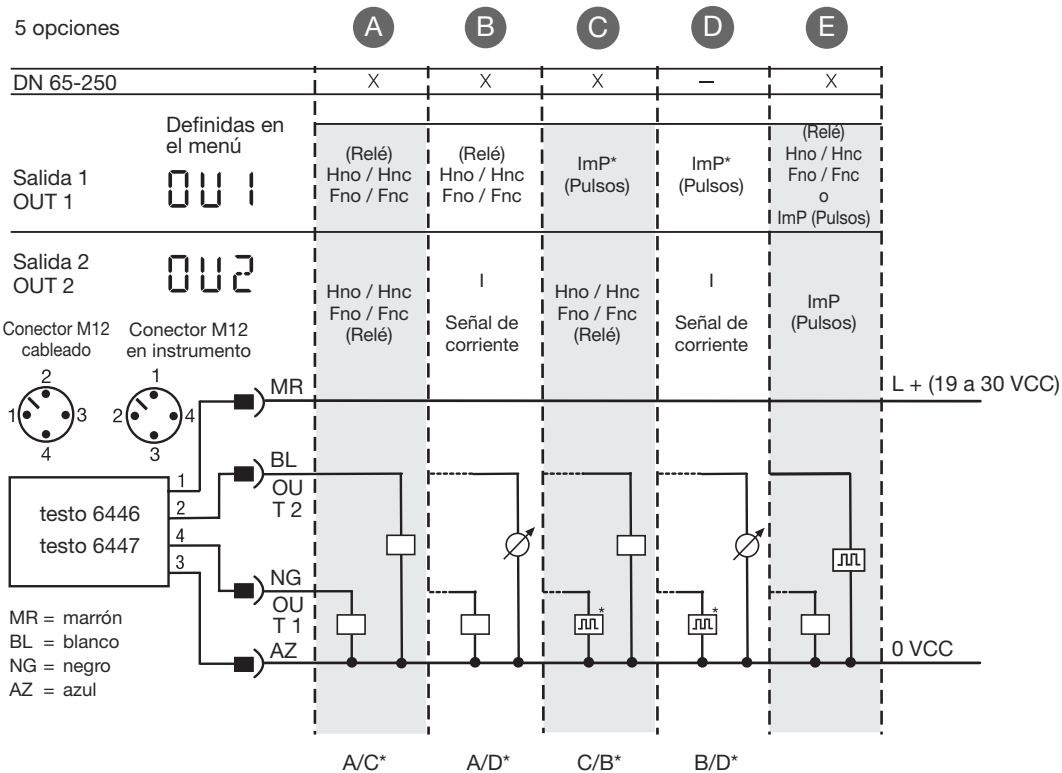 5 opciones
A B C D E
DN 65-250 X X X — X
Definidas en
el menú
Salida 1
OUT 1
OU1
(Relé)
Hno / Hnc
Fno / Fnc
(Relé)
Hno / Hnc
Fno / Fnc
ImP*
(Pulsos)
ImP*
(Pulsos)
(Relé)
Hno / Hnc
Fno / Fnc
o
ImP (Pulsos)
Salida 2
OUT 2
OU2
Hno / Hnc
Fno / Fnc
(Relé)
I
Señal de
corriente
Hno / Hnc
Fno / Fnc
(Relé)
I
Señal de
corriente
ImP
(Pulsos)
Conector M12
cableado
2
1 3
4
Conector M12
en instrumento
1
2 4
3
MR
L + (19 a 30 VCC)
BL
OU
T 2
testo 6446
testo 6447
1
2
4
3
NG
OU
T 1
AZ
0 VCC
* *
MR = marrón
BL = blanco
NG = negro
AZ = azul
A/C* A/D* C/B* B/D*